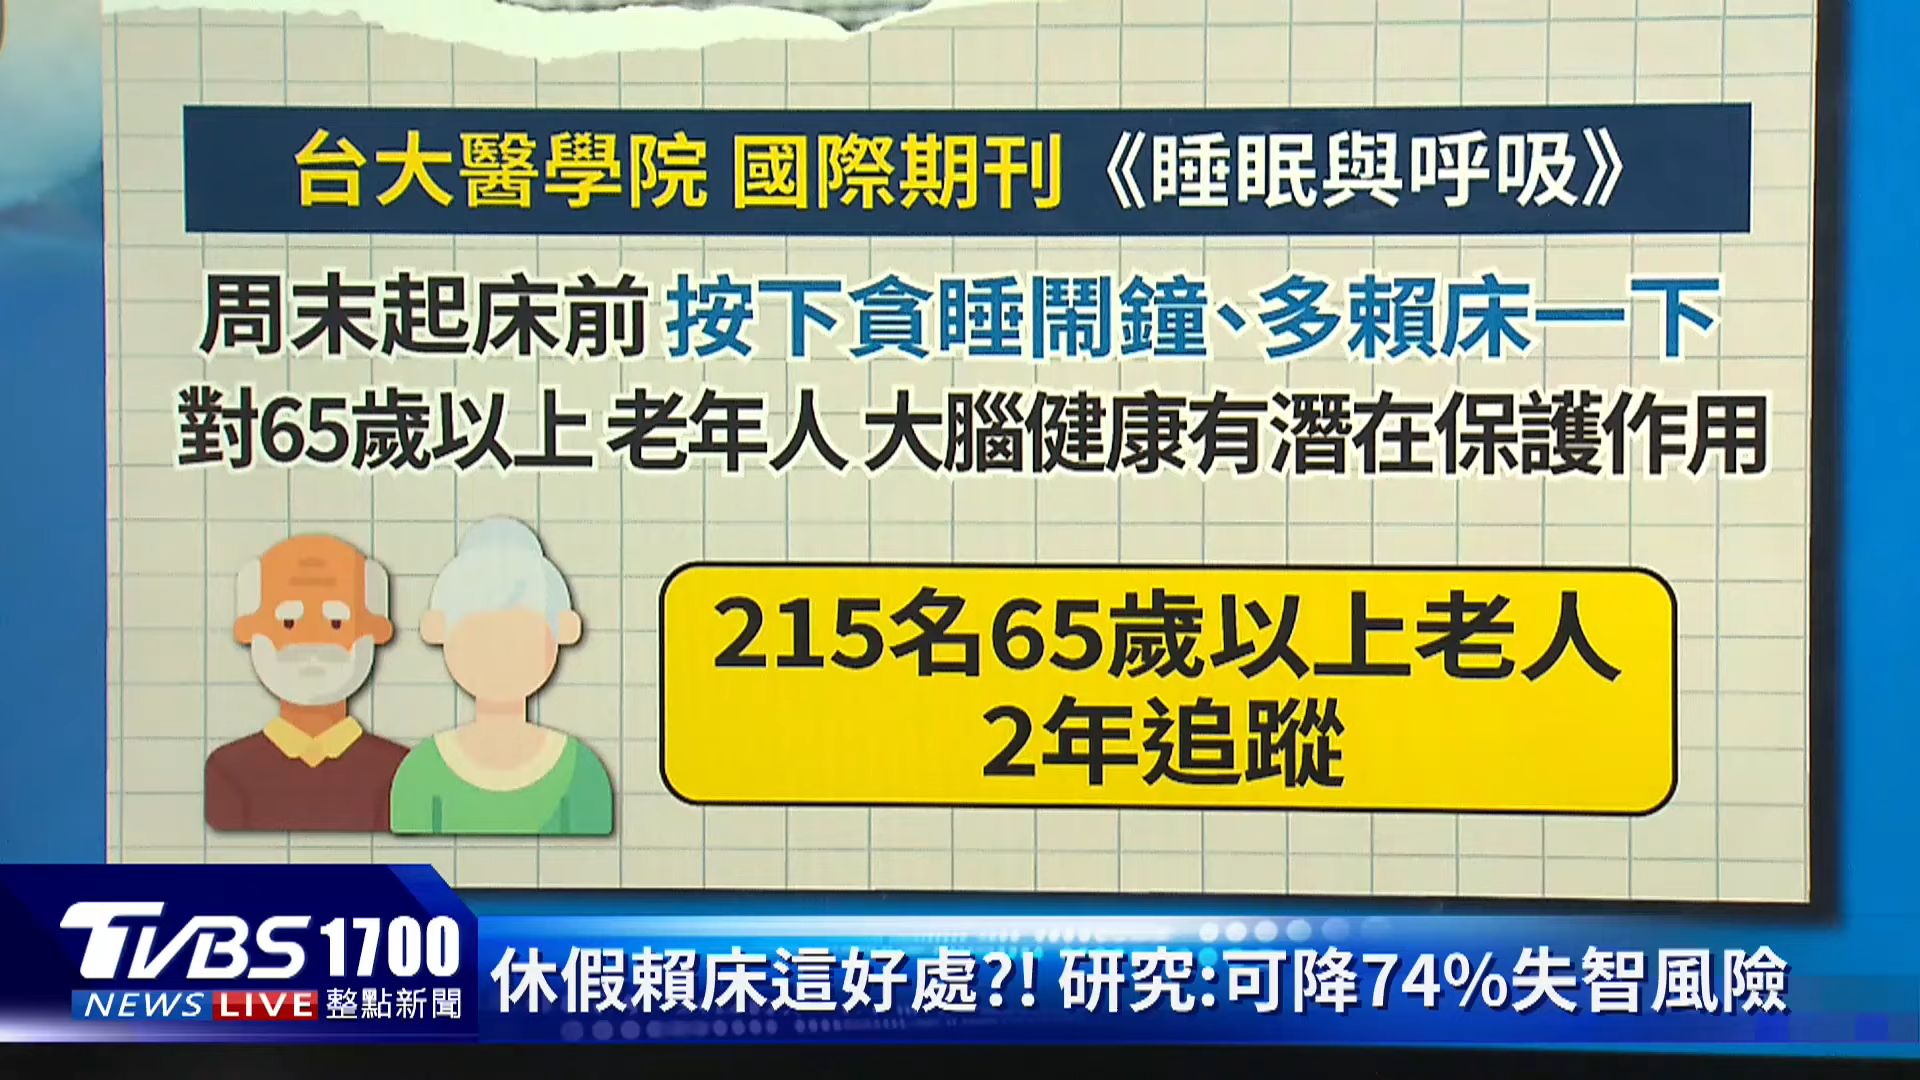 台大醫學院 國際期刊《睡眠與呼吸》
周末起床前 按下貪睡鬧鐘、多賴床一下
對65歲以上 老年人 大腦健康有潛在保護作用
215名65歲以上老人
2年追蹤
TVBS 1700
NEWS LIVE 整點新聞
休假賴床這好處?! 研究:可降74%失智風險